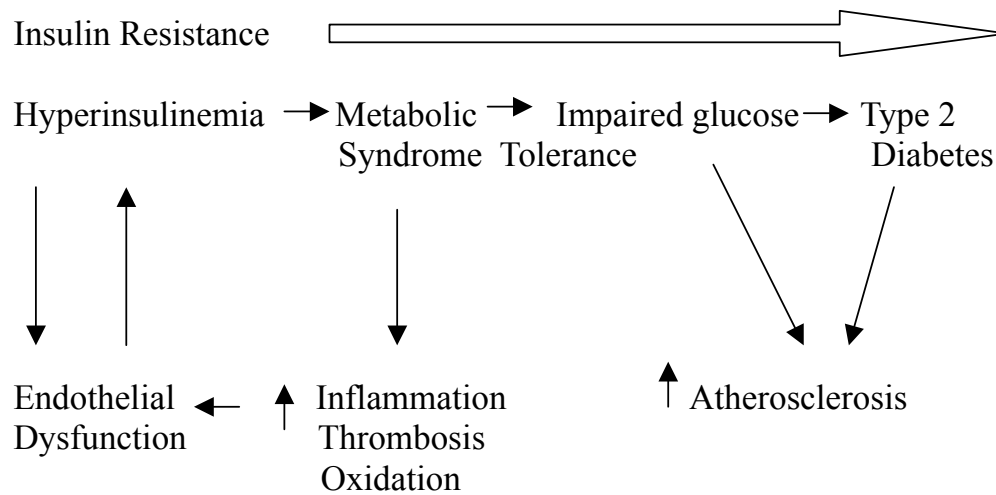 Insulin Resistance
Hyperinsulinemia Metabolic Impaired glucose Type 2
Syndrome Tolerance Diabetes
Endothelial Inflammation Atherosclerosis
Dysfunction Thrombosis
Oxidation